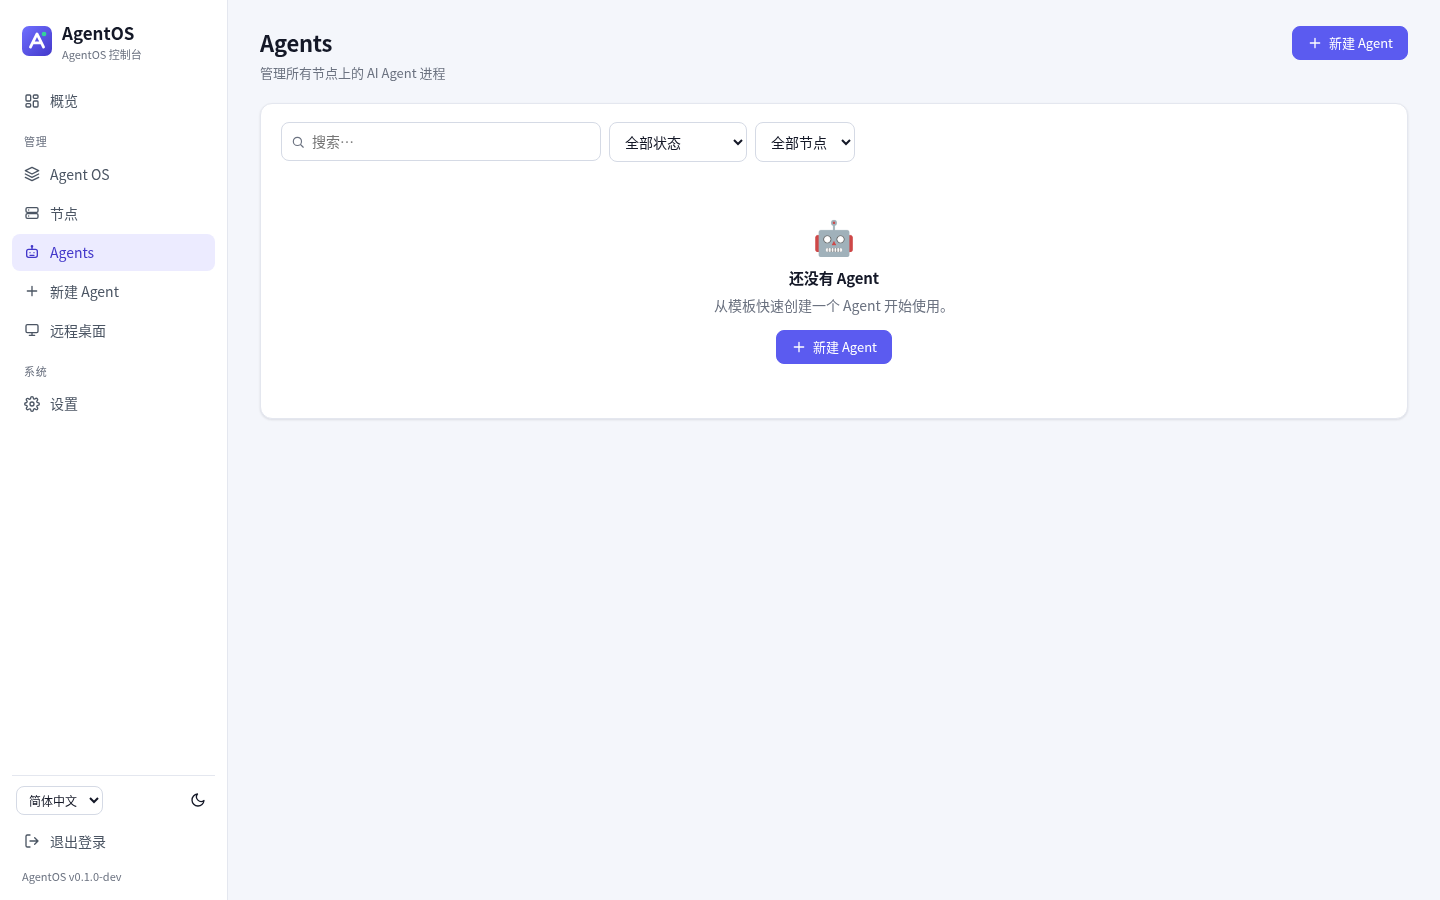 AgentOS
AgentOS 控制台
概览
管理
Agent OS
节点
Agents
新建 Agent
远程桌面
系统
设置
简体中文
退出登录
AgentOS v0.1.0-dev
Agents
管理所有节点上的 AI Agent 进程
新建 Agent
搜索…
全部状态
全部节点
还没有 Agent
从模板快速创建一个 Agent 开始使用。
新建 Agent